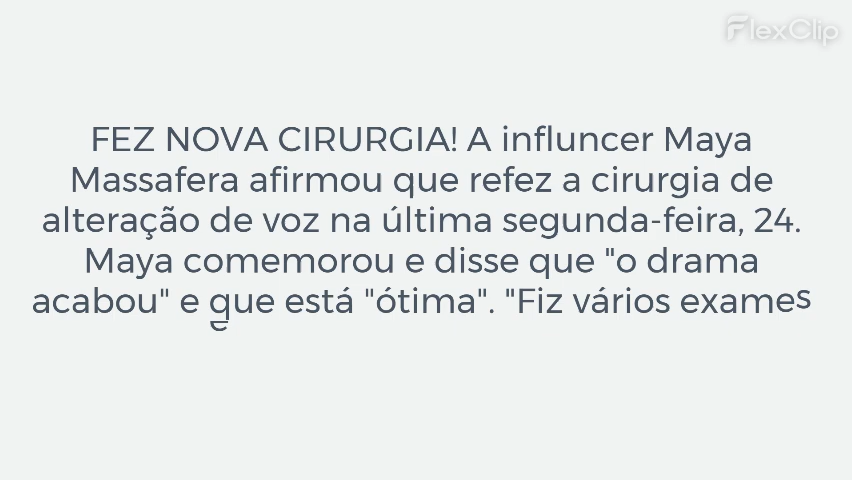 FlexClip
FEZ NOVA CIRURGIA! A influncer Maya
Massafera afirmou que refez a cirurgia de
alteração de voz na última segunda-feira, 24.
Maya comemorou e disse que "o drama
acabou" e que está "ótima". "Fiz vários exames